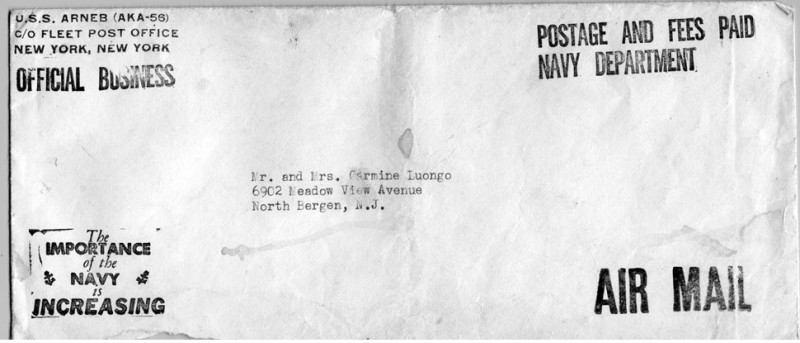 U.S.S. ARNEB (AKA-56)
C/O FLEET POST OFFICE
NEW YORK, NEW YORK
OFFICIAL BUSINESS
POSTAGE AND FEES PAID
NAVY DEPARTMENT
Mr. and Mrs. Carmine Luongo
6902 Meadow View Avenue
North Bergen, N.J.
The
IMPORTANCE
of the
NAVY
is
INCREASING
AIR MAIL